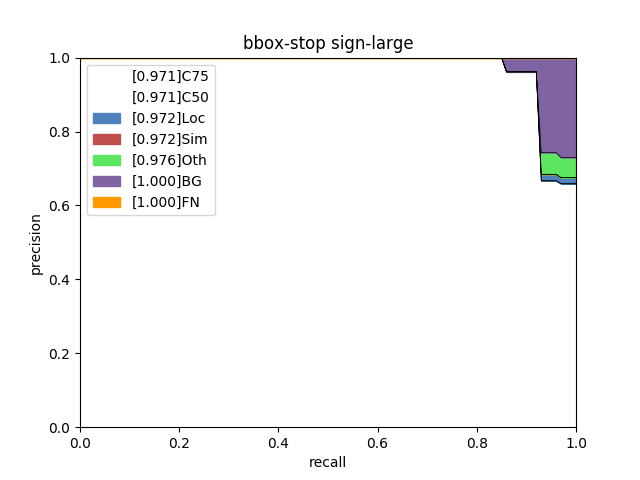 bbox-stop sign-large
1.0
0.8
0.6
0.4
0.2
0.0
precision
[0.971]C75
[0.971]C50
[0.972]Loc
[0.972]Sim
[0.976]Oth
[1.000]BG
[1.000]FN
0.0 0.2 0.4 0.6 0.8 1.0
recall